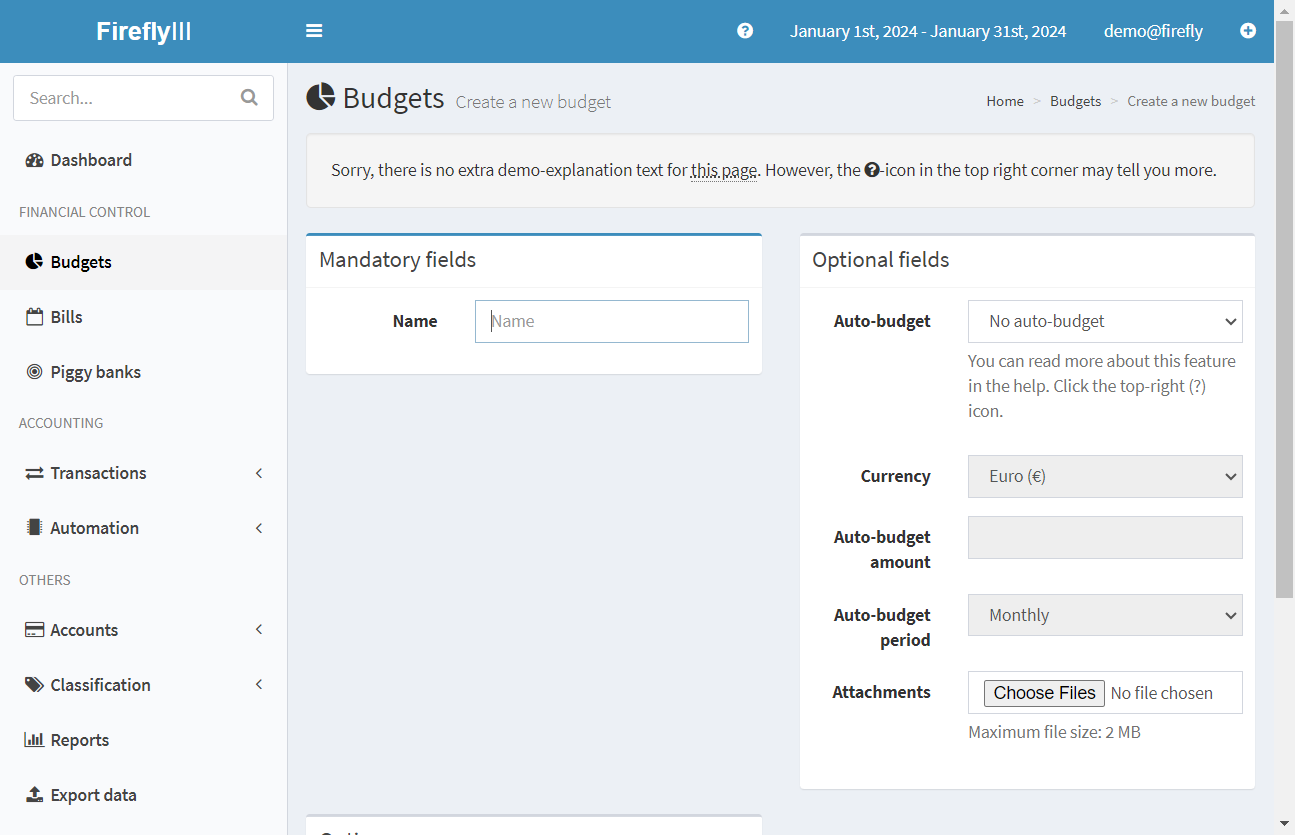 FireflyIII
January 1st, 2024 - January 31st, 2024
demo@firefly
Search...
Dashboard
FINANCIAL CONTROL
Budgets
Bills
Piggy banks
ACCOUNTING
Transactions
Automation
OTHERS
Accounts
Classification
Reports
Export data
Budgets Create a new budget
Home > Budgets > Create a new budget
Sorry, there is no extra demo-explanation text for this page. However, the ?-icon in the top right corner may tell you more.
Mandatory fields
Name
Name
Optional fields
Auto-budget
No auto-budget
You can read more about this feature
in the help. Click the top-right (?)
icon.
Currency
Euro (€)
Auto-budget
amount
Auto-budget
period
Monthly
Attachments
Choose Files No file chosen
Maximum file size: 2 MB